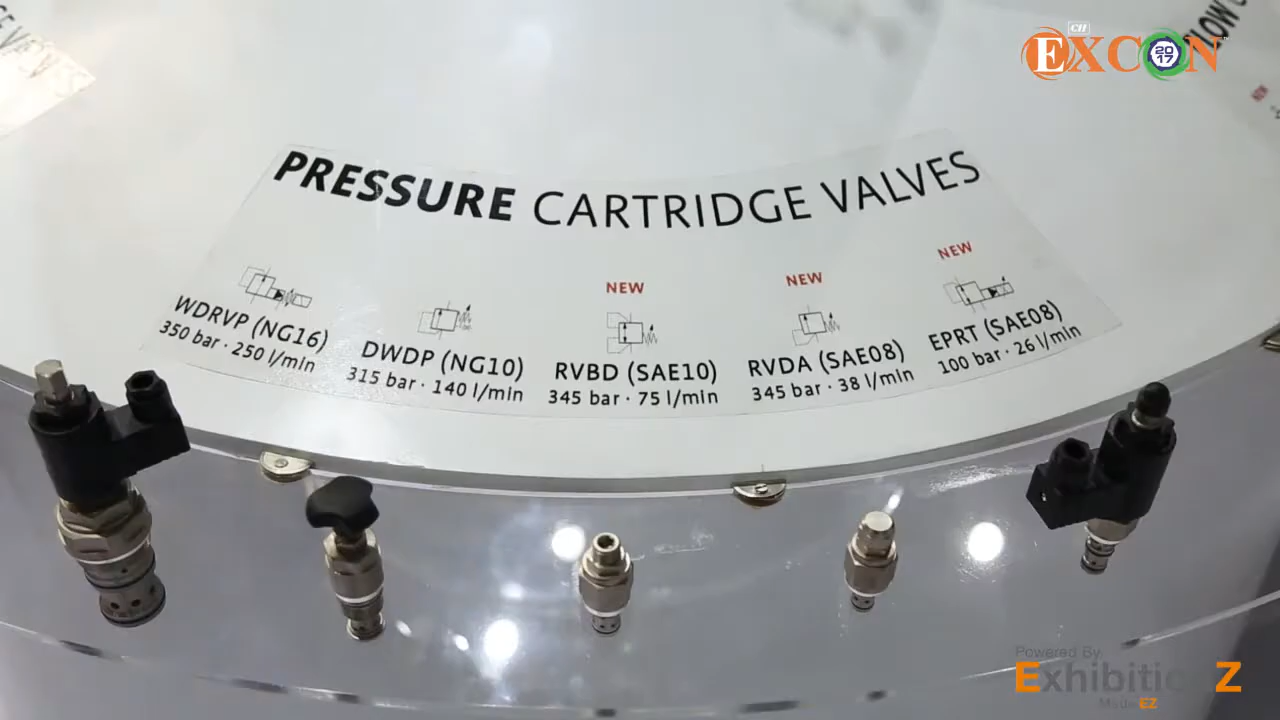 CII
EXCON
2017
PRESSURE CARTRIDGE VALVES
WDRVP (NG16)
350 bar · 250 l/min
DWDP (NG10)
315 bar · 140 l/min
NEW
RVBD (SAE10)
345 bar · 75 l/min
NEW
RVDA (SAE08)
345 bar · 38 l/min
NEW
EPRT (SAE08)
100 bar · 26 l/min
NEW
Powered By